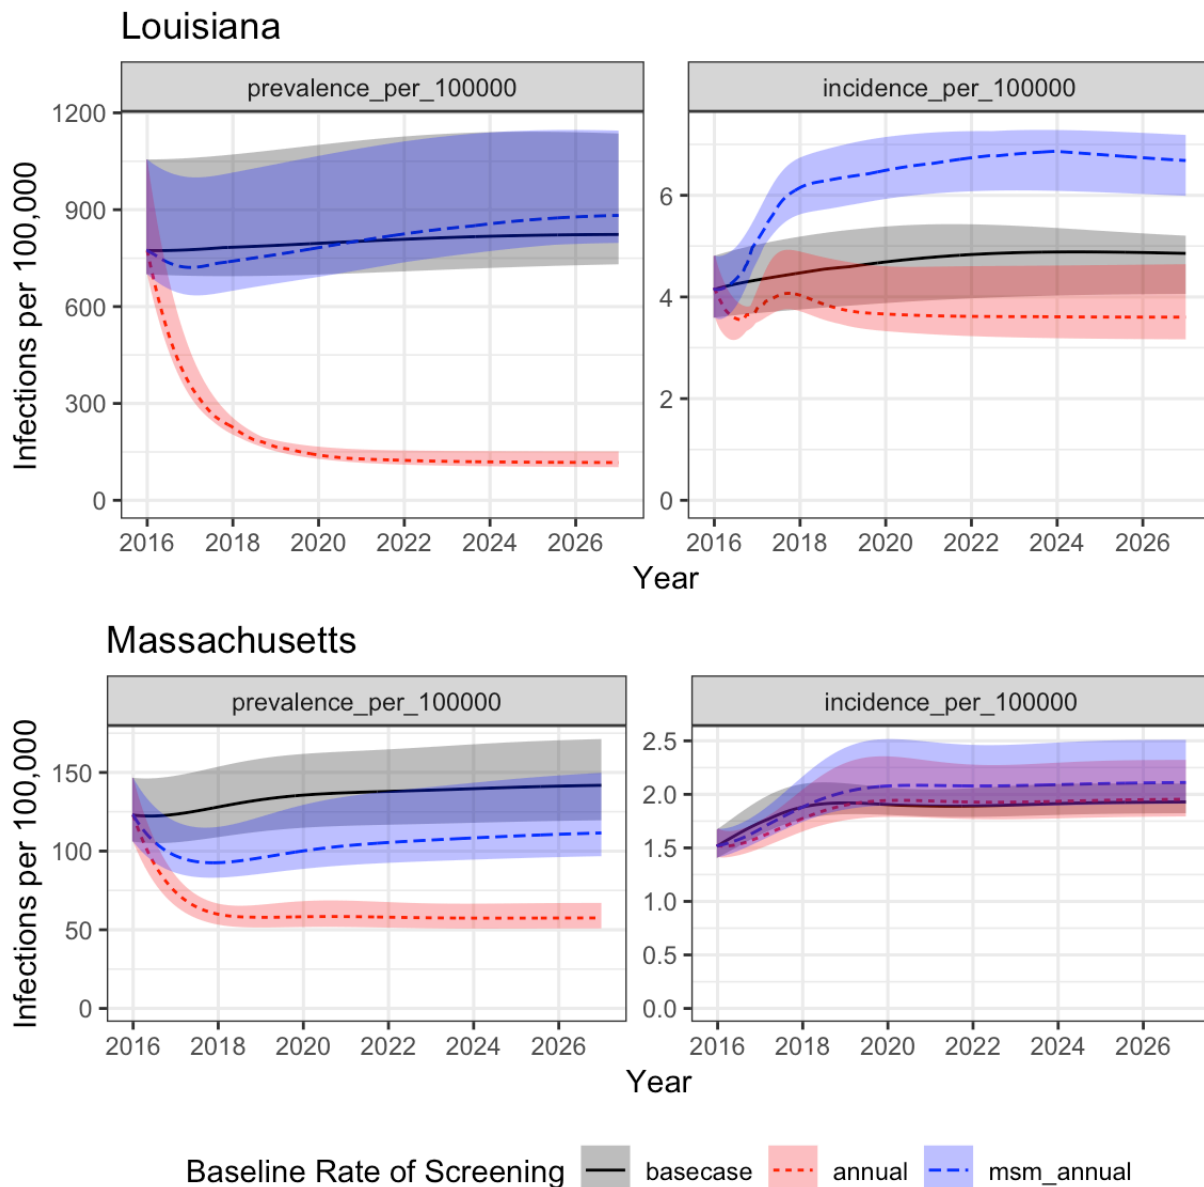 Louisiana
prevalence_per_100000
incidence_per_100000
Infections per 100,000
1200
900
600
300
0
6
4
2
0
2016 2018 2020 2022 2024 2026
2016 2018 2020 2022 2024 2026
Year
Massachusetts
prevalence_per_100000
incidence_per_100000
Infections per 100,000
150
100
50
0
2.5
2.0
1.5
1.0
0.5
0.0
2016 2018 2020 2022 2024 2026
2016 2018 2020 2022 2024 2026
Year
Baseline Rate of Screening basecase annual msm_annual